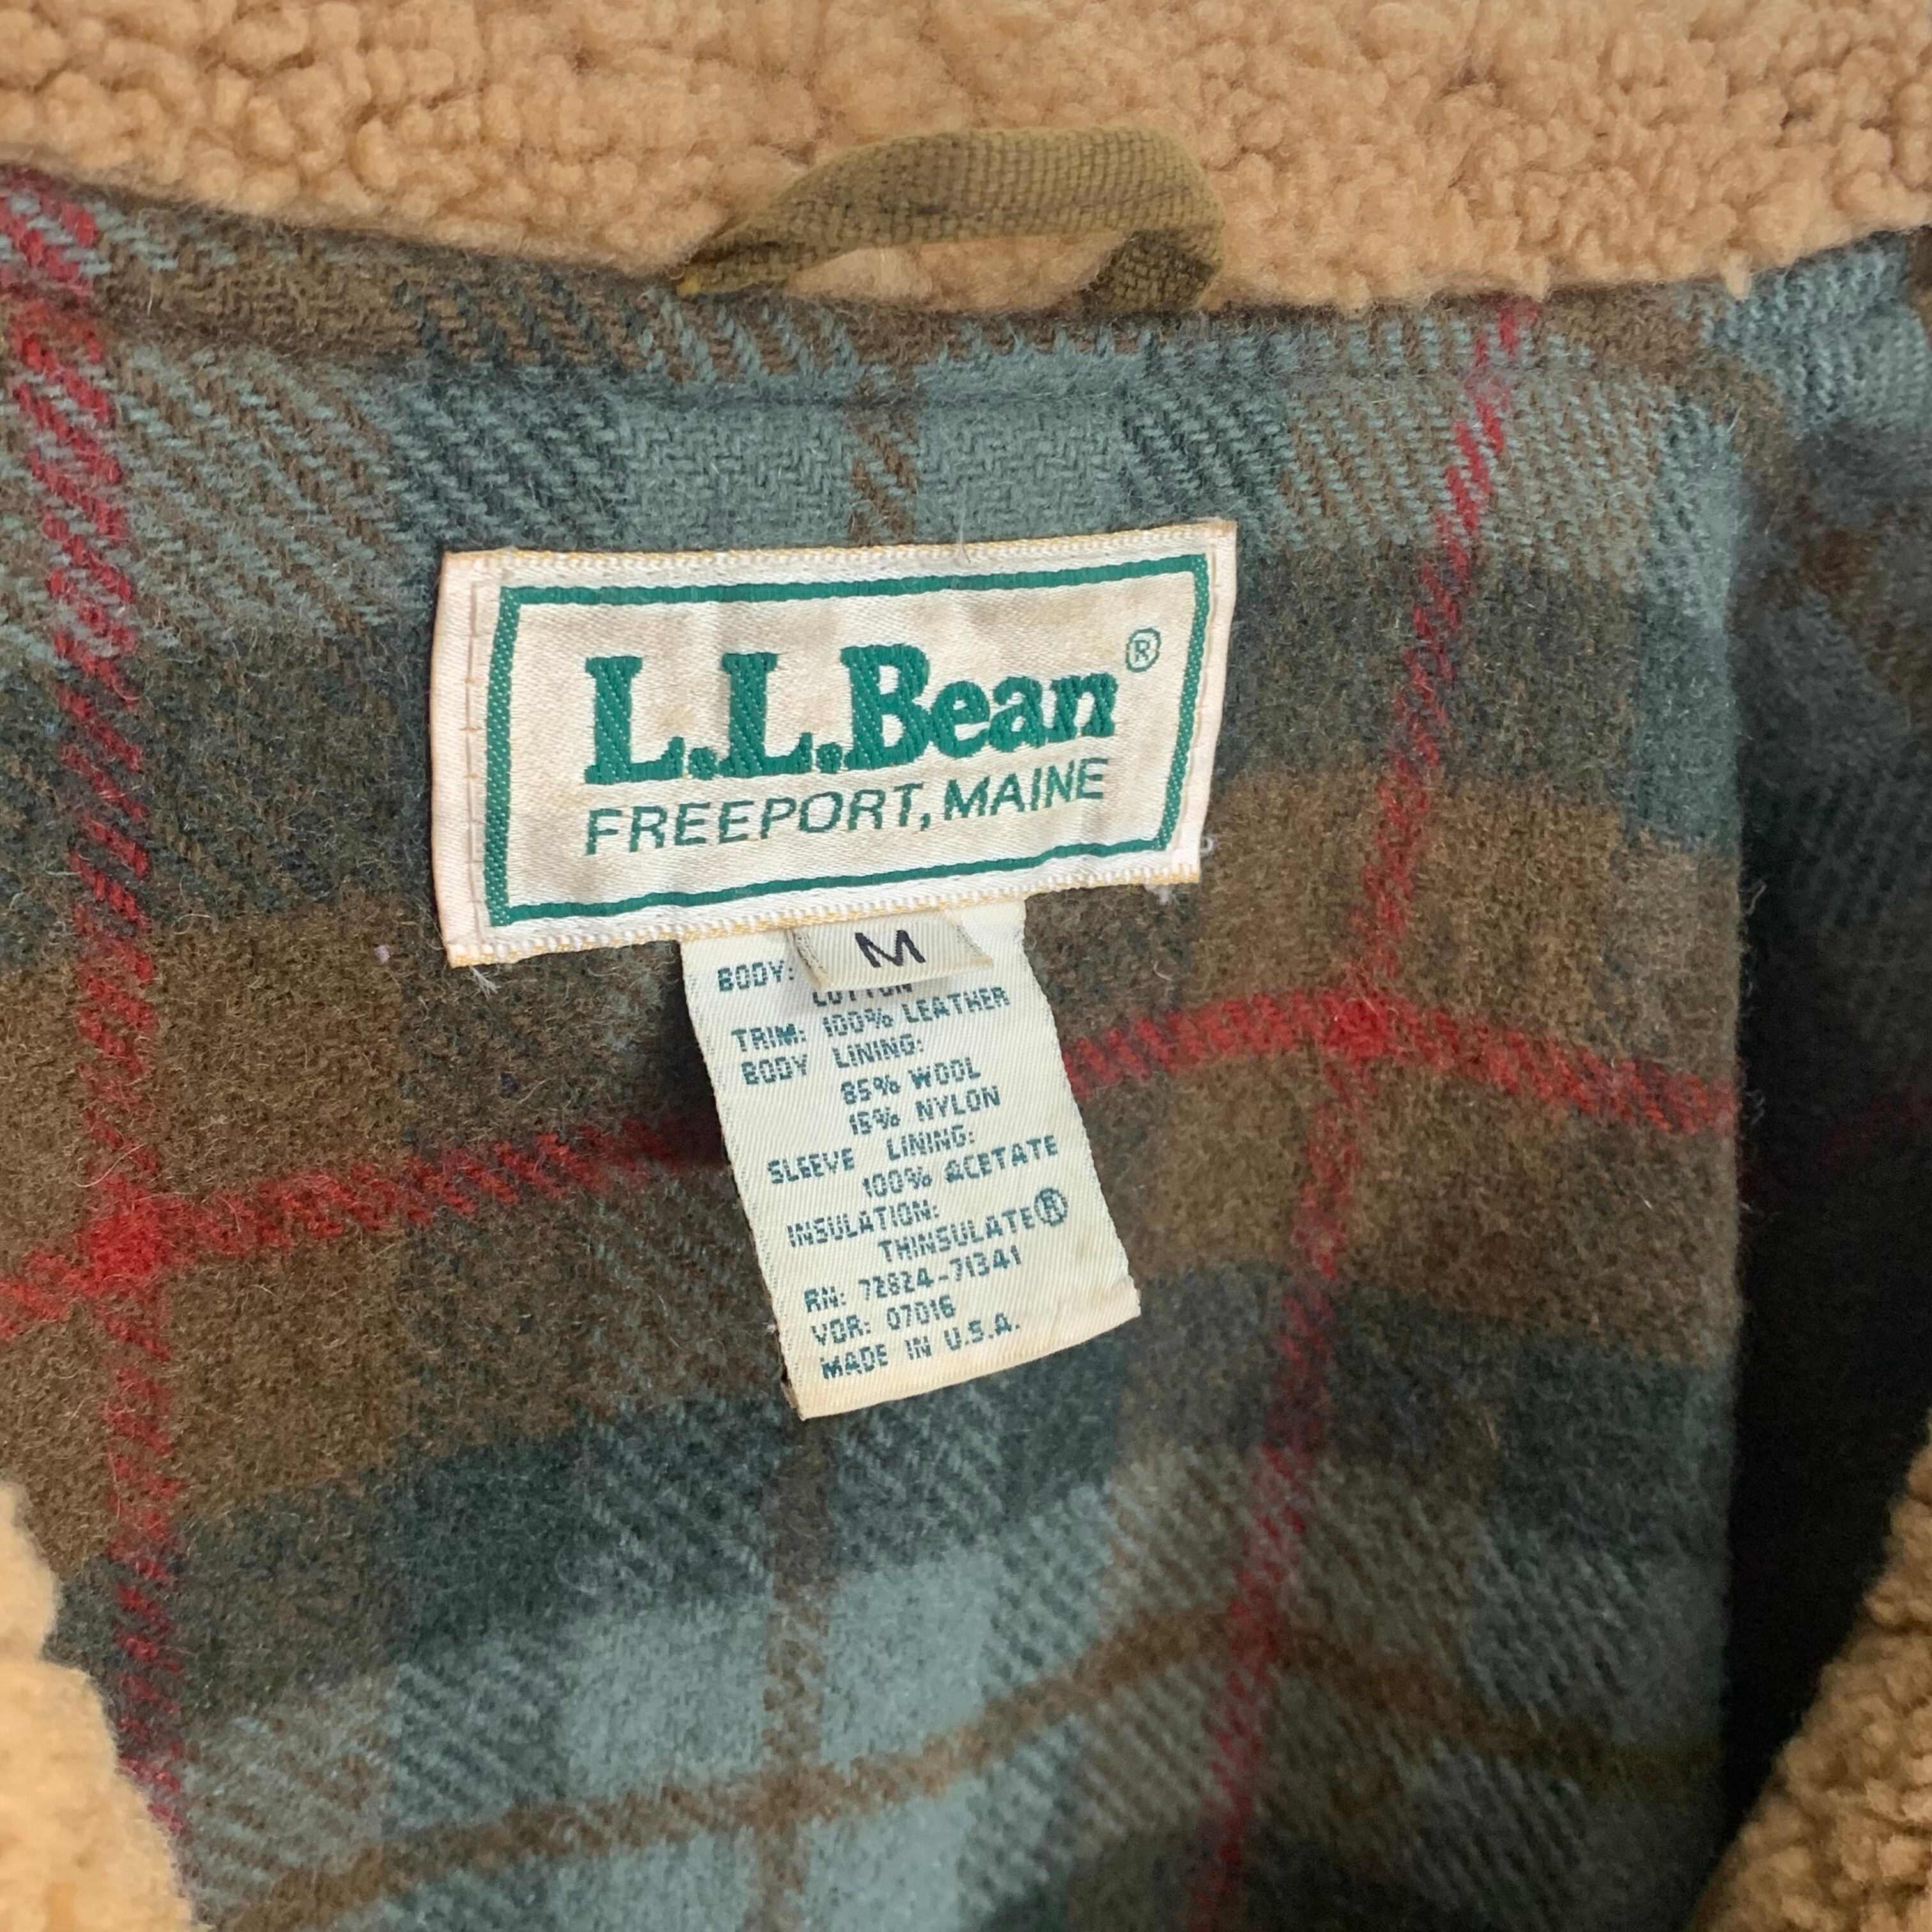 L.L.Bean®
FREEPORT, MAINE
M
BODY:
COTTON
TRIM: 100% LEATHER
BODY LINING:
85% WOOL
15% NYLON
SLEEVE LINING:
100% ACETATE
INSULATION:
THINSULATE®
RN: 72824-71341
VDR: 07016
MADE IN U.S.A.